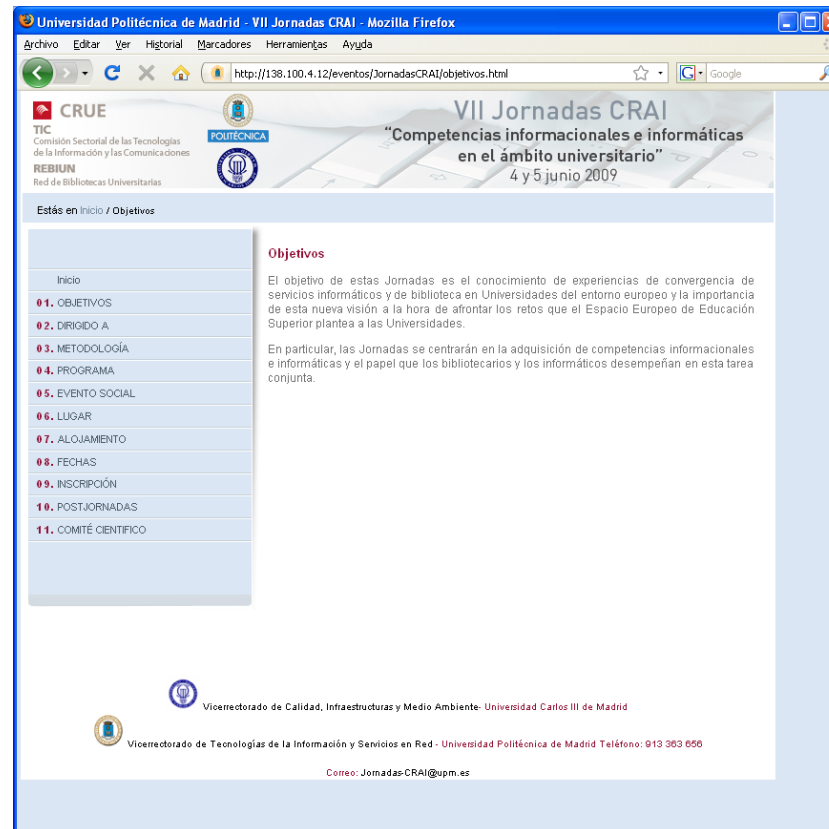 Universidad Politécnica de Madrid - VII Jornadas CRAI - Mozilla Firefox
Archivo Editar Ver Historial Marcadores Herramientas Ayuda
http://138.100.4.12/eventos/JornadasCRAI/objetivos.html
G Google
CRUE
TIC
Comisión Sectorial de las Tecnologías
de la Información y las Comunicaciones
REBIUN
Red de Bibliotecas Universitarias
POLITÉCNICA
VII Jornadas CRAI
“Competencias informacionales e informáticas
en el ámbito universitario”
4 y 5 junio 2009
Estás en Inicio / Objetivos
Inicio
01. OBJETIVOS
02. DIRIGIDO A
03. METODOLOGÍA
04. PROGRAMA
05. EVENTO SOCIAL
06. LUGAR
07. ALOJAMIENTO
08. FECHAS
09. INSCRIPCIÓN
10. POSTJORNADAS
11. COMITÉ CIENTIFICO
Objetivos
El objetivo de estas Jornadas es el conocimiento de experiencias de convergencia de
servicios informáticos y de biblioteca en Universidades del entorno europeo y la importancia
de esta nueva visión a la hora de afrontar los retos que el Espacio Europeo de Educación
Superior plantea a las Universidades.
En particular, las Jornadas se centrarán en la adquisición de competencias informacionales
e informáticas y el papel que los bibliotecarios y los informáticos desempeñan en esta tarea
conjunta.
Vicerrectorado de Calidad, Infraestructuras y Medio Ambiente- Universidad Carlos III de Madrid
Vicerrectorado de Tecnologías de la Información y Servicios en Red - Universidad Politécnica de Madrid Teléfono: 913 363 656
Correo: Jornadas-CRAI@upm.es